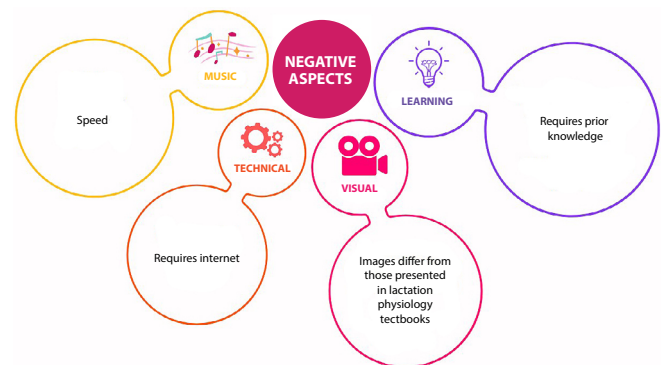 NEGATIVE
ASPECTS
MUSIC
Speed
TECHNICAL
Requires internet
VISUAL
Images differ from
those presented
in lactation
physiology
tectbooks
LEARNING
Requires prior
knowledge